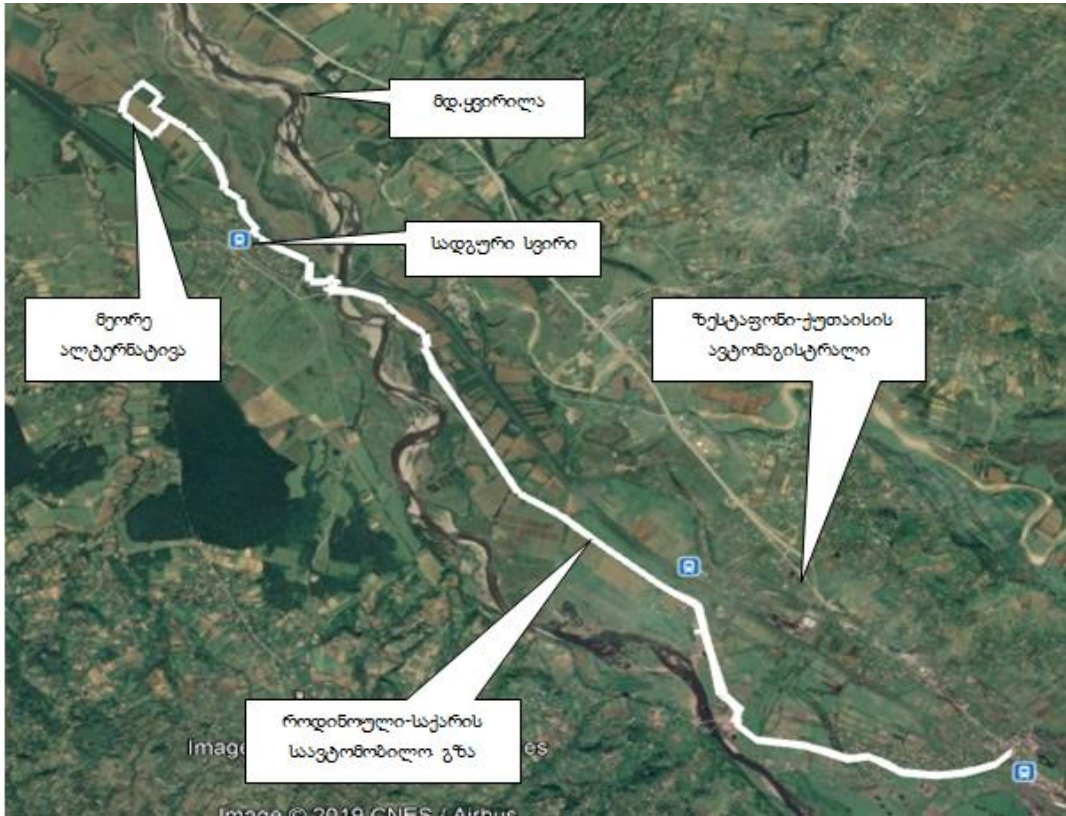 მდ.ყვირილა
სადგური სვირი
მეორე
ალტერნატივა
ზესტაფონი-ქუთაისის
ავტომაგისტრალი
როდინოული-საქარის
საავტომობილო გზა
Image © 2019 CNES / Airbus